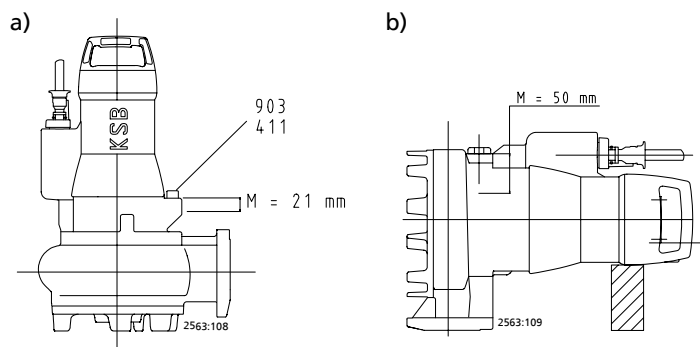 a)
903
411
KSB
M = 21 mm
2563:108
b)
M = 50 mm
2563:109